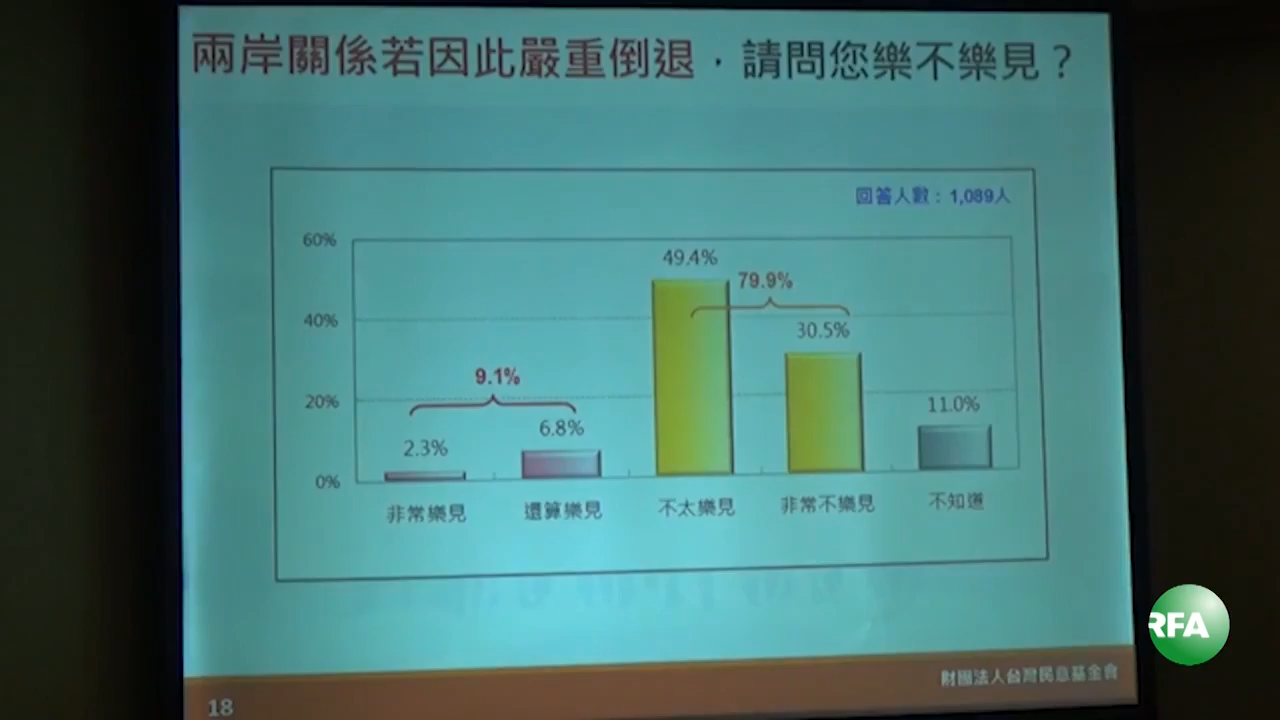 兩岸關係若因此嚴重倒退，請問您樂不樂見？
回答人數：1,089人
60%
40%
20%
0%
49.4%
79.9%
30.5%
9.1%
11.0%
6.8%
2.3%
非常樂見
還算樂見
不太樂見
非常不樂見
不知道
RFA
財團法人台灣民意基金會
18